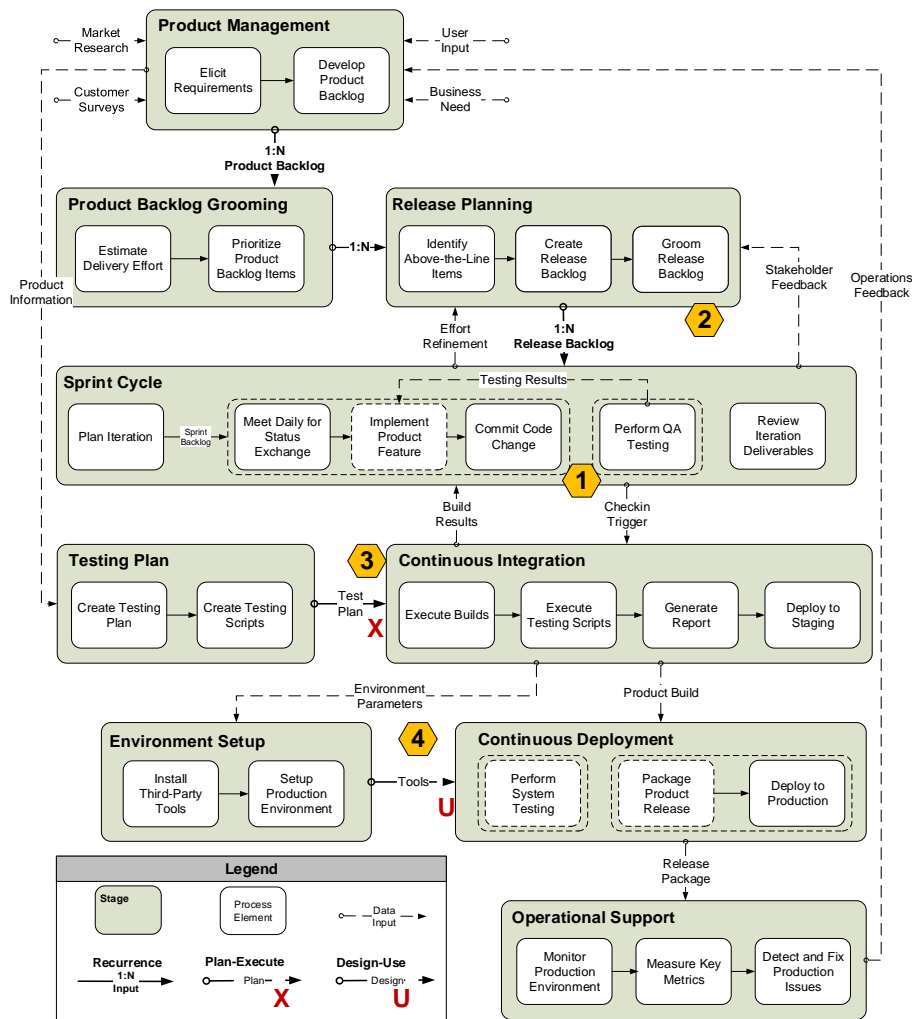 Product Management
Market
Research
User
Input
Elicit
Requirements
Develop
Product
Backlog
Customer
Surveys
Business
Need
1:N
Product Backlog
Product Backlog Grooming
Estimate
Delivery Effort
Prioritize
Product
Backlog Items
1:N
Release Planning
Identify
Above-the-Line
Items
Create
Release
Backlog
Groom
Release
Backlog
Product
Information
Stakeholder
Feedback
Operations
Feedback
2
Effort
Refinement
1:N
Release Backlog
Sprint Cycle
Testing Results
Plan Iteration
Sprint
Backlog
Meet Daily for
Status
Exchange
Implement
Product
Feature
Commit Code
Change
Perform QA
Testing
Review
Iteration
Deliverables
1
Build
Results
Checkin
Trigger
Testing Plan
Create Testing
Plan
Create Testing
Scripts
Test
Plan
X
3
Continuous Integration
Execute Builds
Execute
Testing Scripts
Generate
Report
Deploy to
Staging
Environment
Parameters
Product Build
Environment Setup
Install
Third-Party
Tools
Setup
Production
Environment
4
Tools
U
Continuous Deployment
Perform
System
Testing
Package
Product
Release
Deploy to
Production
Release
Package
Operational Support
Monitor
Production
Environment
Measure Key
Metrics
Detect and Fix
Production
Issues
Legend
Stage
Process
Element
Data
Input
Recurrence
1:N
Input
Plan-Execute
Plan
X
Design-Use
Design
U